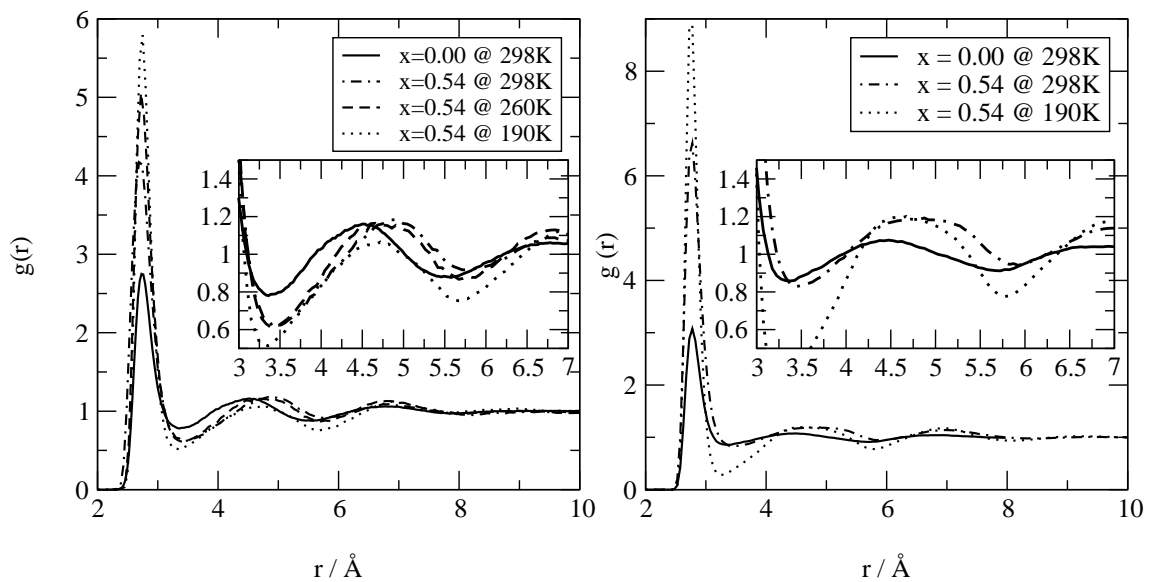 6
5
4
3
2
1
0
g(r)
x=0.00 @ 298K
x=0.54 @ 298K
x=0.54 @ 260K
x=0.54 @ 190K
1.4
1.2
1
0.8
0.6
3 3.5 4 4.5 5 5.5 6 6.5 7
2 4 6 8 10
r / Å
8
6
4
2
0
g (r)
x = 0.00 @ 298K
x = 0.54 @ 298K
x = 0.54 @ 190K
1.4
1.2
1
0.8
0.6
3 3.5 4 4.5 5 5.5 6 6.5 7
2 4 6 8 10
r / Å